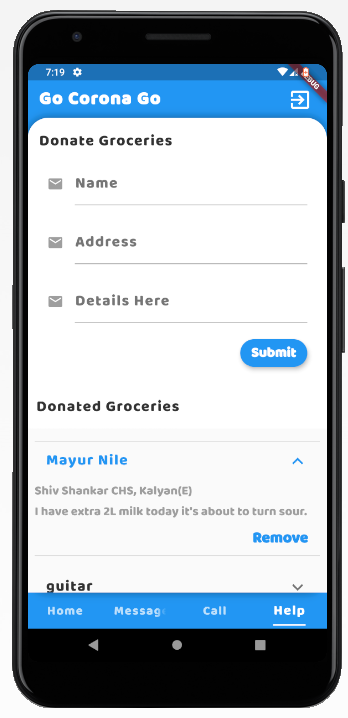 7:19
DEBUG
Go Corona Go
Donate Groceries
Name
Address
Details Here
Submit
Donated Groceries
Mayur Nile
Shiv Shankar CHS, Kalyan(E)
I have extra 2L milk today it's about to turn sour.
Remove
guitar
Home Message Call Help